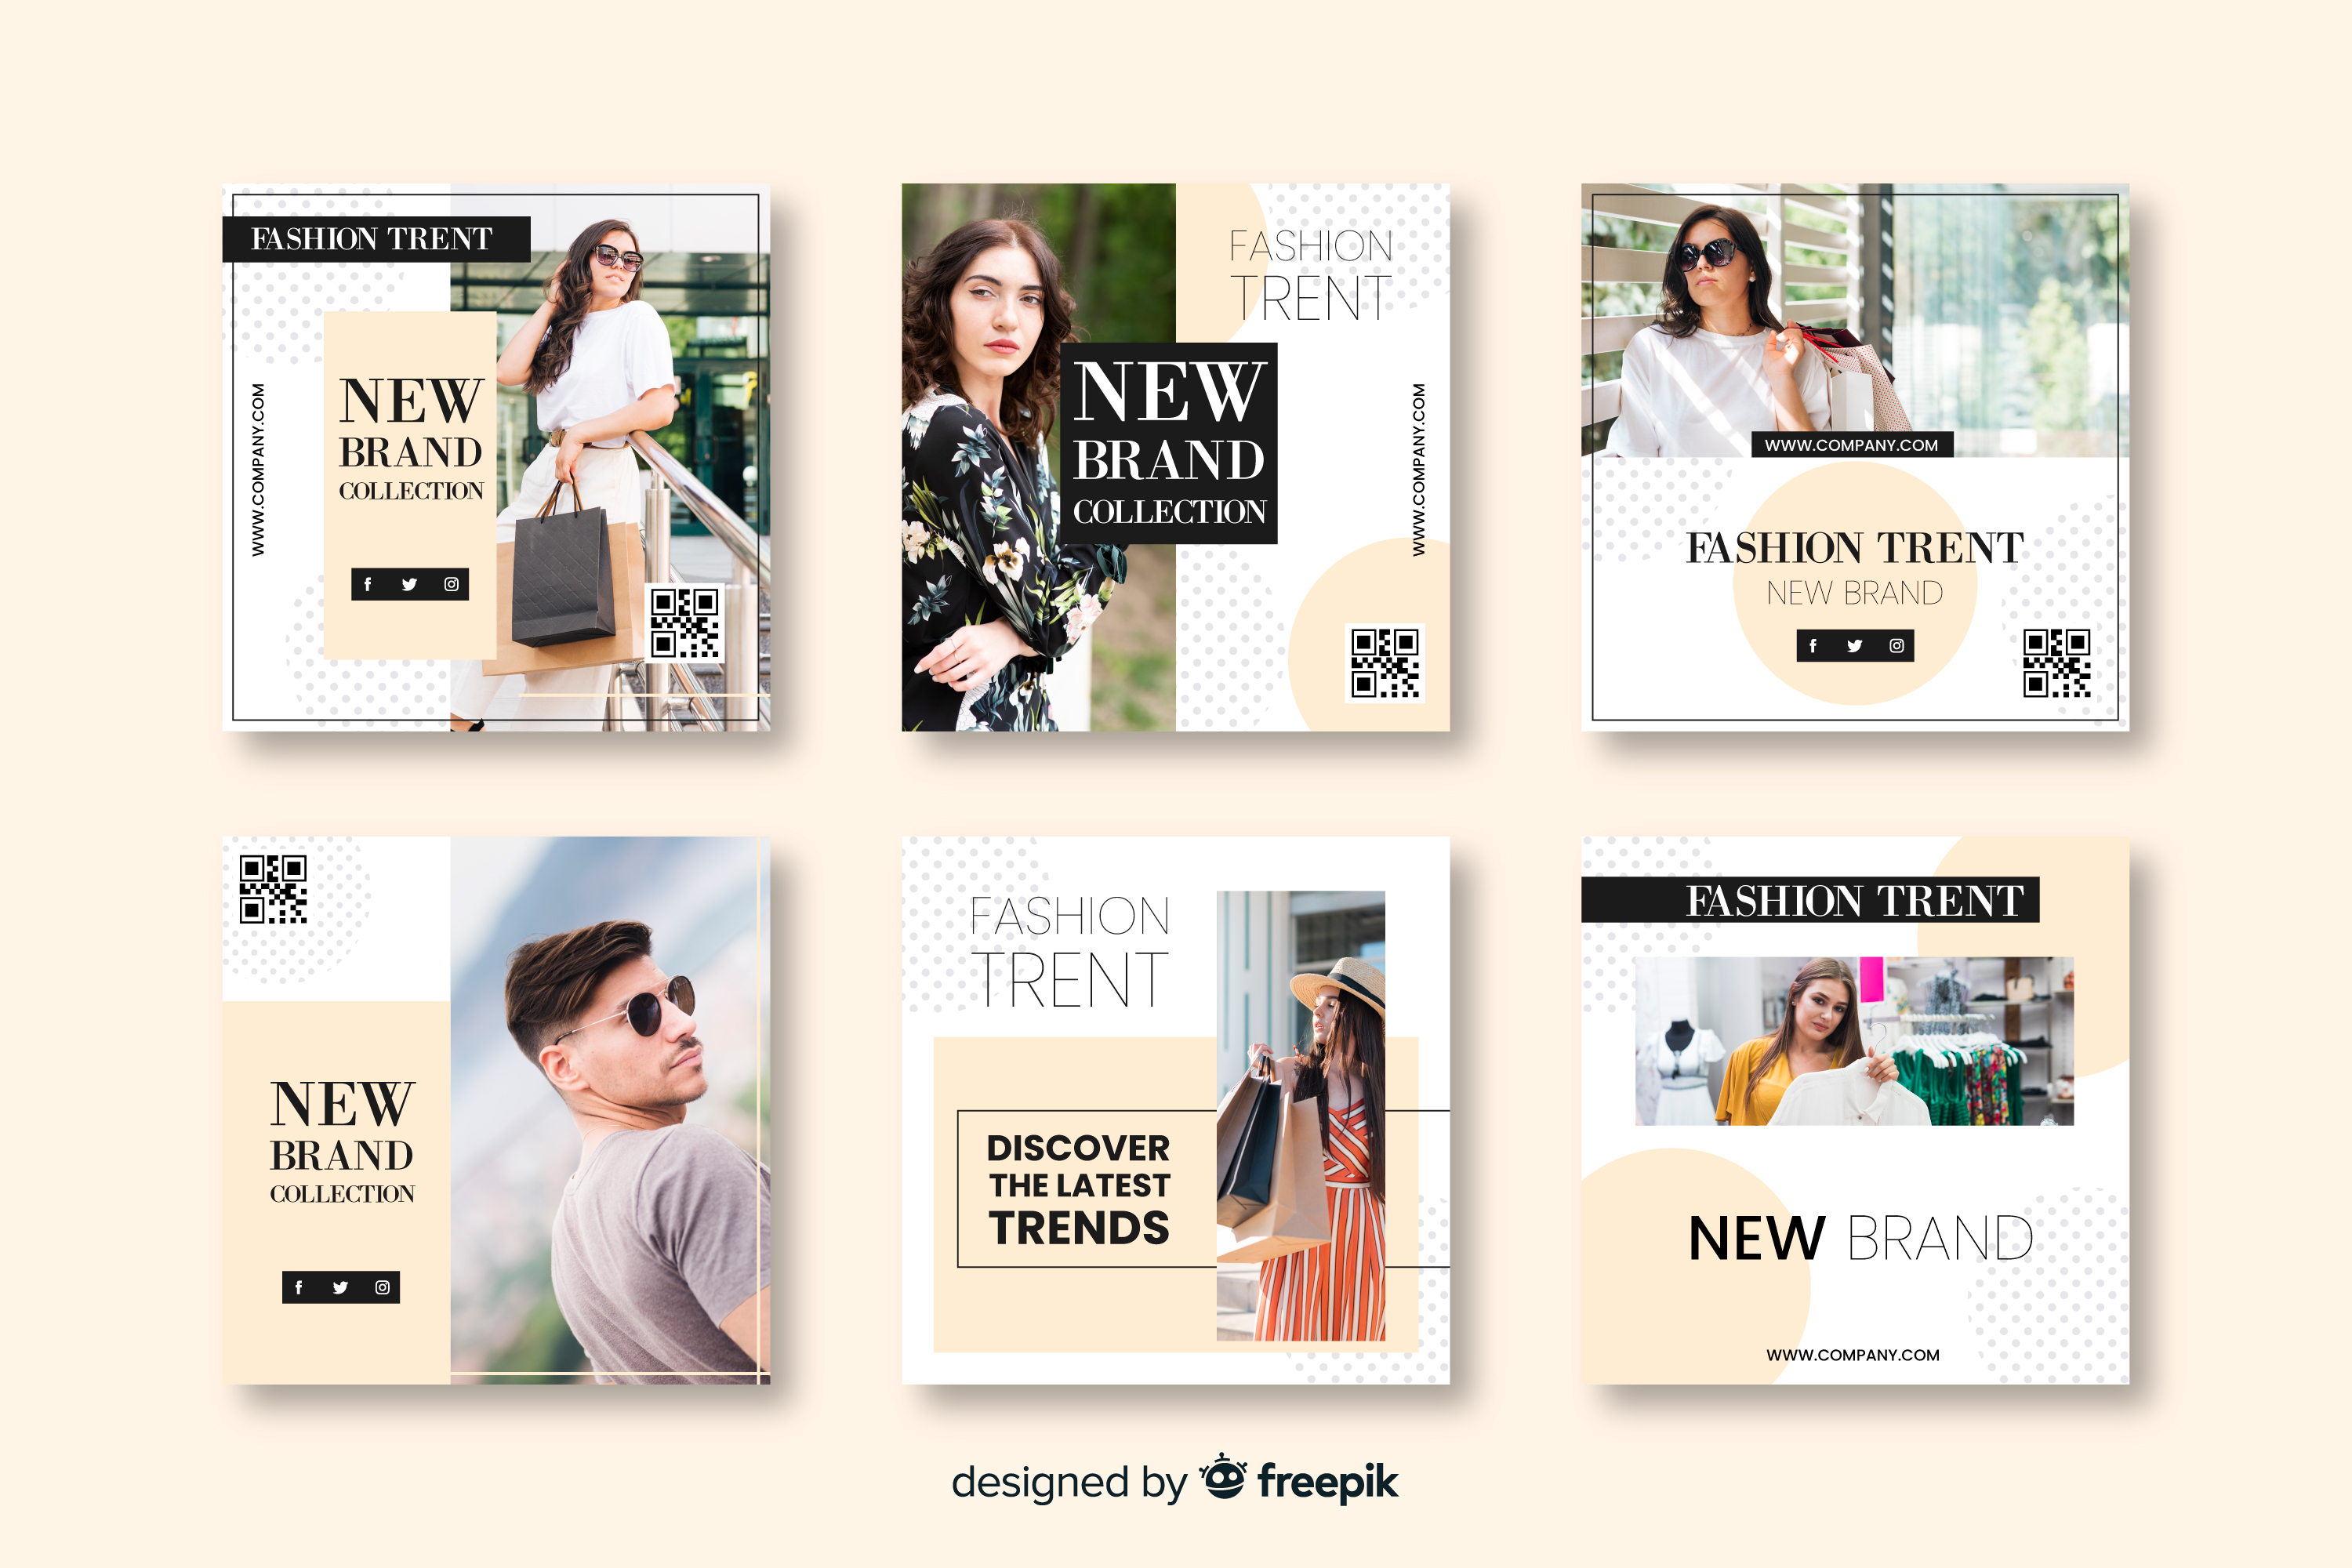 FASHION TRENT
NEW
BRAND
COLLECTION
WWW.COMPANY.COM
FASHION
TRENT
NEW
BRAND
COLLECTION
WWW.COMPANY.COM
WWW.COMPANY.COM
FASHION TRENT
NEW BRAND
NEW
BRAND
COLLECTION
FASHION
TRENT
DISCOVER
THE LATEST
TRENDS
FASHION TRENT
NEW BRAND
WWW.COMPANY.COM
designed by freepik